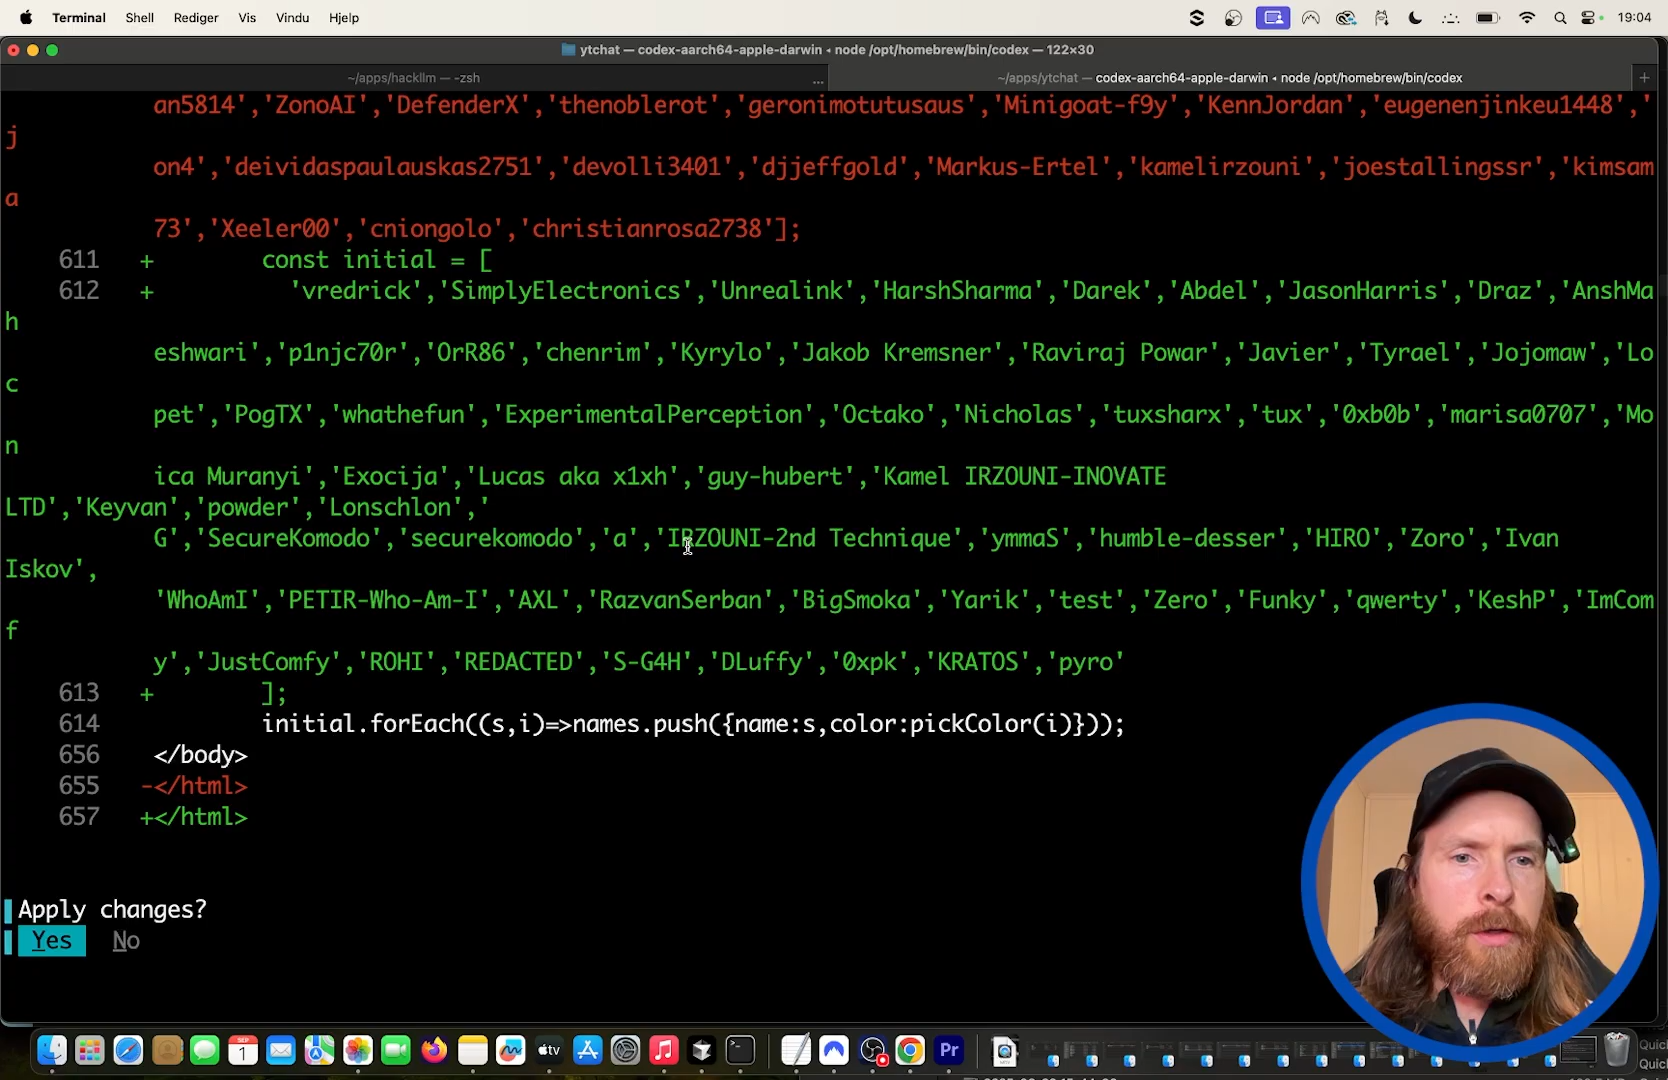 Terminal Shell Rediger Vis Vindu Hjelp 19:04
ytchat — codex-aarch64-apple-darwin ◂ node /opt/homebrew/bin/codex — 122×30
~/apps/hackllm — -zsh ... ~/apps/ytchat — codex-aarch64-apple-darwin ◂ node /opt/homebrew/bin/codex +
an5814','ZonoAI','DefenderX','thenoblerot','geronimotutusaus','Minigoat-f9y','KennJordan','eugenenjinkeu1448','
j
on4','deividaspaulauskas2751','devolli3401','djjeffgold','Markus-Ertel','kamelirzouni','joestallingssr','kimsam
a
73','Xeeler00','cniongolo','christianrosa2738'];
611 + const initial = [
612 + 'vredrick','SimplyElectronics','Unrealink','HarshSharma','Darek','Abdel','JasonHarris','Draz','AnshMa
h
eshwari','p1njc70r','OrR86','chenrim','Kyrylo','Jakob Kremsner','Raviraj Powar','Javier','Tyrael','Jojomaw','Lo
c
pet','PogTX','whathefun','ExperimentalPerception','Octako','Nicholas','tuxsharx','tux','0xb0b','marisa0707','Mo
n
ica Muranyi','Exocija','Lucas aka x1xh','guy-hubert','Kamel IRZOUNI-INOVATE
LTD','Keyvan','powder','Lonschlon','
G','SecureKomodo','securekomodo','a','IRZOUNI-2nd Technique','ymmaS','humble-desser','HIRO','Zoro','Ivan
Iskov',
'WhoAmI','PETIR-Who-Am-I','AXL','RazvanSerban','BigSmoka','Yarik','test','Zero','Funky','qwerty','KeshP','ImCom
f
y','JustComfy','ROHI','REDACTED','S-G4H','DLuffy','0xpk','KRATOS','pyro'
613 + ];
614 initial.forEach((s,i)=>names.push({name:s,color:pickColor(i)}));
656 </body>
655 -</html>
657 +</html>
Apply changes?
Yes No
SEP
1
tv
Pr
Quic
Quic